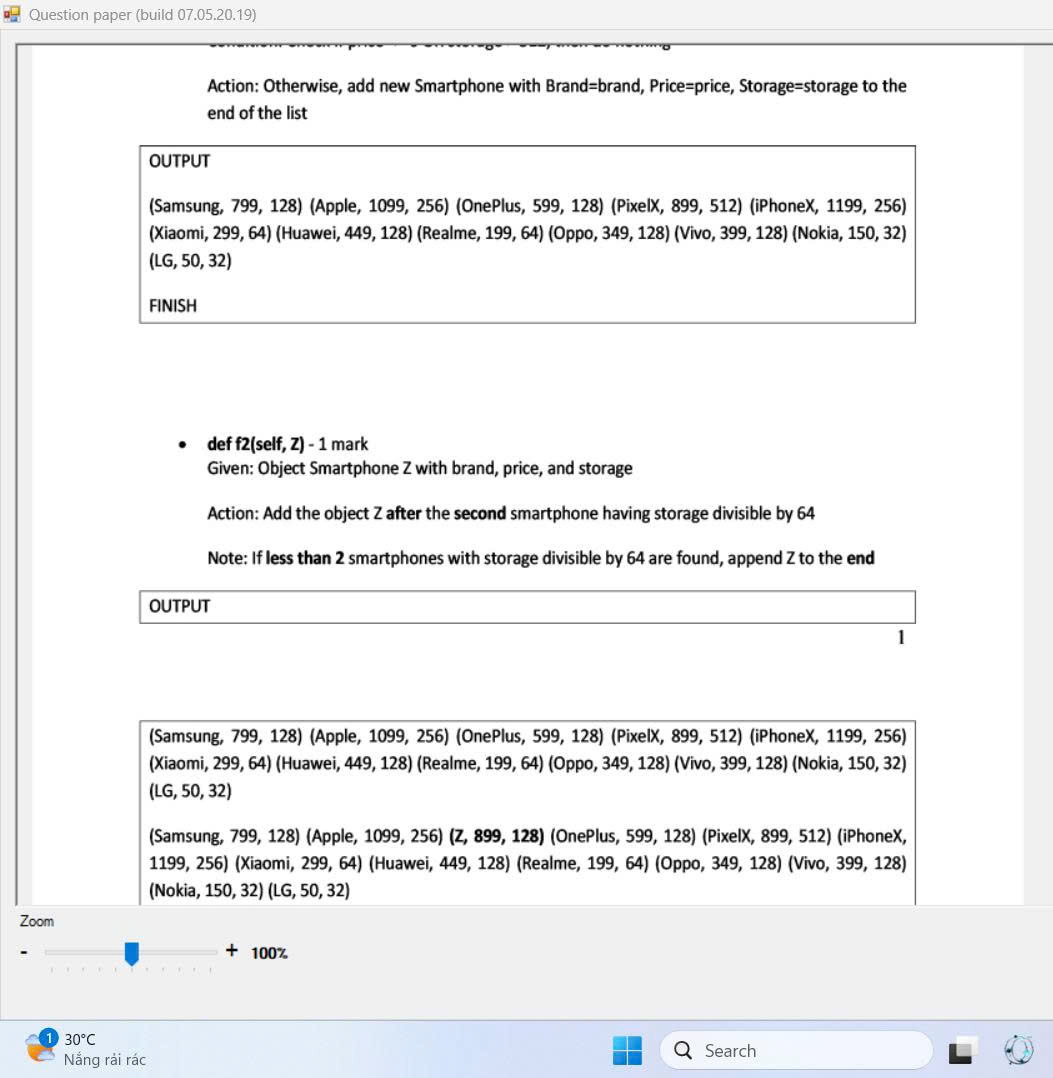 Question paper (build 07.05.20.19)
Action: Otherwise, add new Smartphone with Brand=brand, Price=price, Storage=storage to the
end of the list
OUTPUT
(Samsung, 799, 128) (Apple, 1099, 256) (OnePlus, 599, 128) (PixelX, 899, 512) (iPhoneX, 1199, 256)
(Xiaomi, 299, 64) (Huawei, 449, 128) (Realme, 199, 64) (Oppo, 349, 128) (Vivo, 399, 128) (Nokia, 150, 32)
(LG, 50, 32)
FINISH
• def f2(self, Z) - 1 mark
Given: Object Smartphone Z with brand, price, and storage
Action: Add the object Z after the second smartphone having storage divisible by 64
Note: If less than 2 smartphones with storage divisible by 64 are found, append Z to the end
OUTPUT
1
(Samsung, 799, 128) (Apple, 1099, 256) (OnePlus, 599, 128) (PixelX, 899, 512) (iPhoneX, 1199, 256)
(Xiaomi, 299, 64) (Huawei, 449, 128) (Realme, 199, 64) (Oppo, 349, 128) (Vivo, 399, 128) (Nokia, 150, 32)
(LG, 50, 32)
(Samsung, 799, 128) (Apple, 1099, 256) (Z, 899, 128) (OnePlus, 599, 128) (PixelX, 899, 512) (iPhoneX,
1199, 256) (Xiaomi, 299, 64) (Huawei, 449, 128) (Realme, 199, 64) (Oppo, 349, 128) (Vivo, 399, 128)
(Nokia, 150, 32) (LG, 50, 32)
Zoom
- + 100%
1 30°C
Nắng rải rác
Search